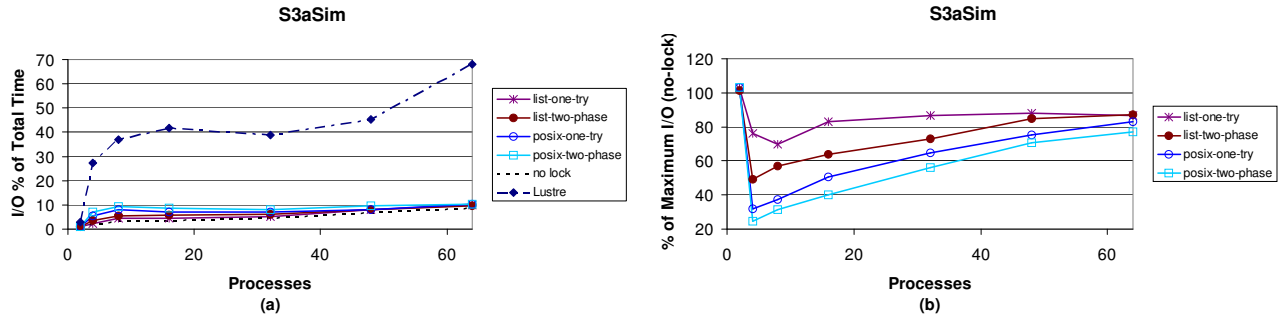 S3aSim
I/O % of Total Time
70
60
50
40
30
20
10
0
0
20
40
60
Processes
(a)
list-one-try
list-two-phase
posix-one-try
posix-two-phase
no lock
Lustre
S3aSim
% of Maximum I/O (no-lock)
120
100
80
60
40
20
0
20
40
60
Processes
(b)
list-one-try
list-two-phase
posix-one-try
posix-two-phase